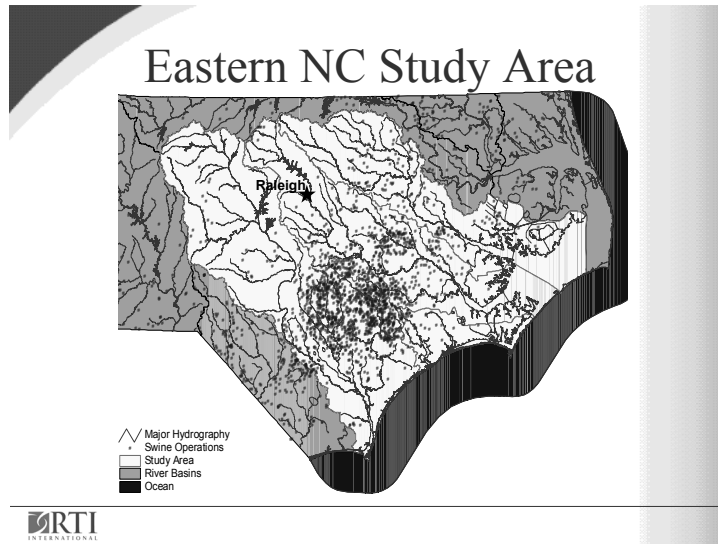 Eastern NC Study Area
Raleigh
Major Hydrography
Swine Operations
Study Area
River Basins
Ocean
RTI
INTERNATIONAL